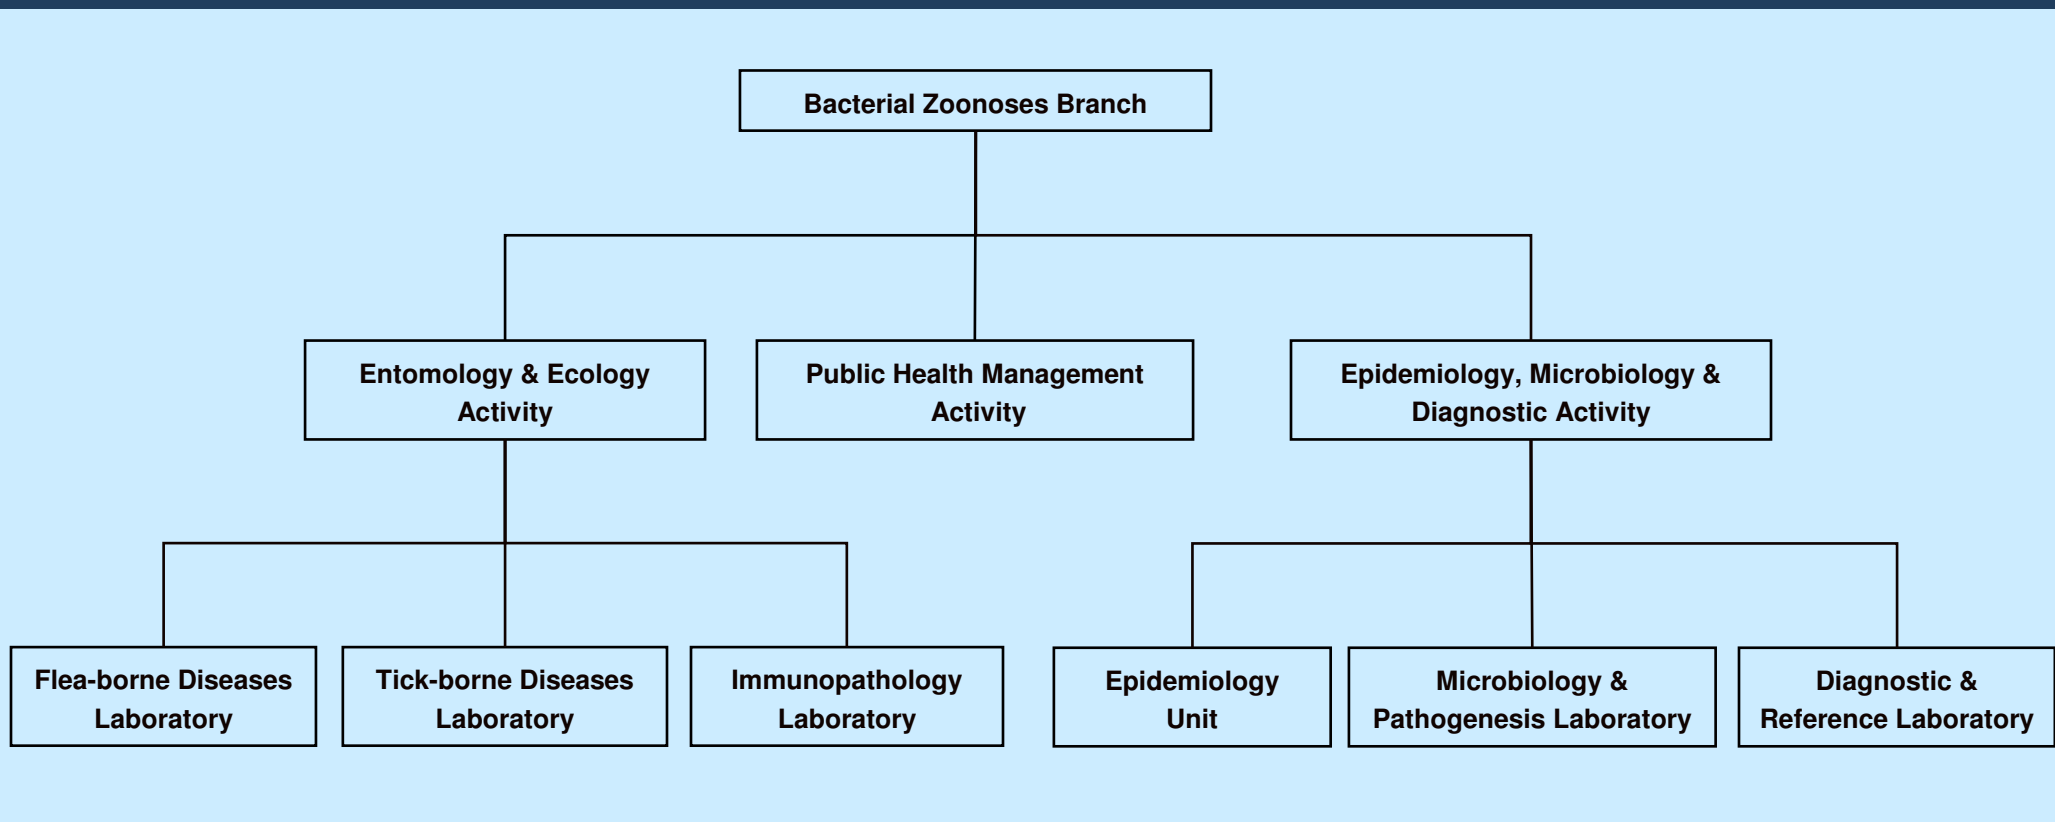 Bacterial Zoonoses Branch
Entomology & Ecology
Activity
Public Health Management
Activity
Epidemiology, Microbiology &
Diagnostic Activity
Flea-borne Diseases
Laboratory
Tick-borne Diseases
Laboratory
Immunopathology
Laboratory
Epidemiology
Unit
Microbiology &
Pathogenesis Laboratory
Diagnostic &
Reference Laboratory